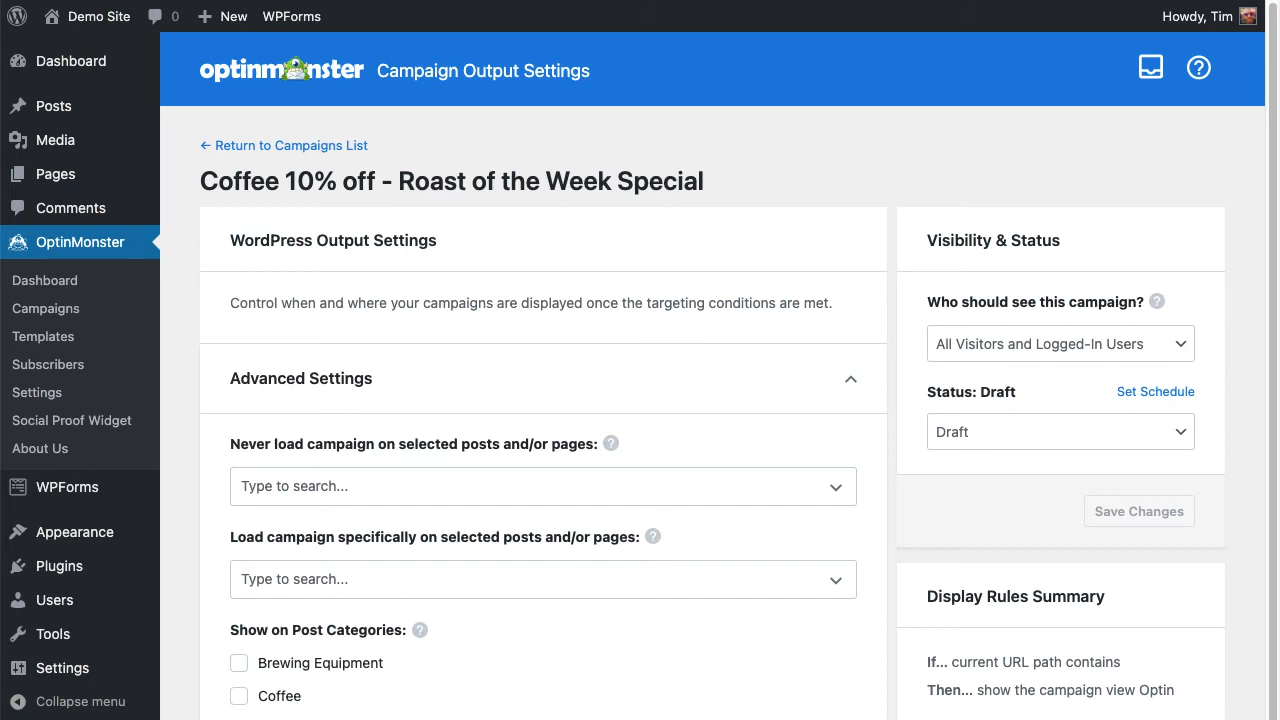 Demo Site
0
New
WPForms
Howdy, Tim
Dashboard
Posts
Media
Pages
Comments
OptinMonster
Dashboard
Campaigns
Templates
Subscribers
Settings
Social Proof Widget
About Us
WPForms
Appearance
Plugins
Users
Tools
Settings
Collapse menu
optinmonster Campaign Output Settings
← Return to Campaigns List
Coffee 10% off - Roast of the Week Special
WordPress Output Settings
Control when and where your campaigns are displayed once the targeting conditions are met.
Advanced Settings
Never load campaign on selected posts and/or pages: ?
Type to search...
Load campaign specifically on selected posts and/or pages: ?
Type to search...
Show on Post Categories: ?
Brewing Equipment
Coffee
Visibility & Status
Who should see this campaign? ?
All Visitors and Logged-In Users
Status: Draft
Set Schedule
Draft
Save Changes
Display Rules Summary
If... current URL path contains
Then... show the campaign view Optin